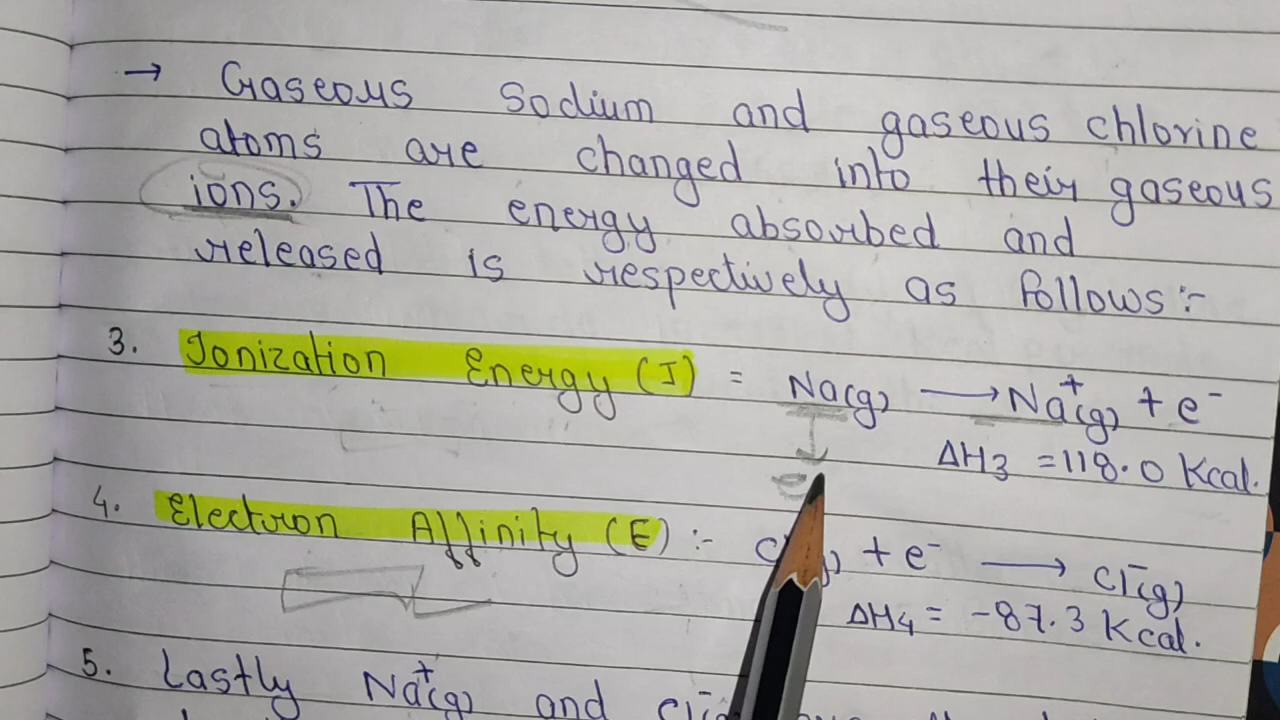 → Gaseous sodium and gaseous chlorine
atoms are changed into their gaseous
ions. The energy absorbed and
released is respectively as follows:-
3. Ionization Energy (I) = Na(g) ⟶ Na⁺(g) + e⁻
ΔH3 = 118.0 Kcal.
4. Electron Affinity (E) :- + e⁻ ⟶ Cl⁻(g)
ΔH4 = -87.3 Kcal.
5. Lastly Na⁺(g) and